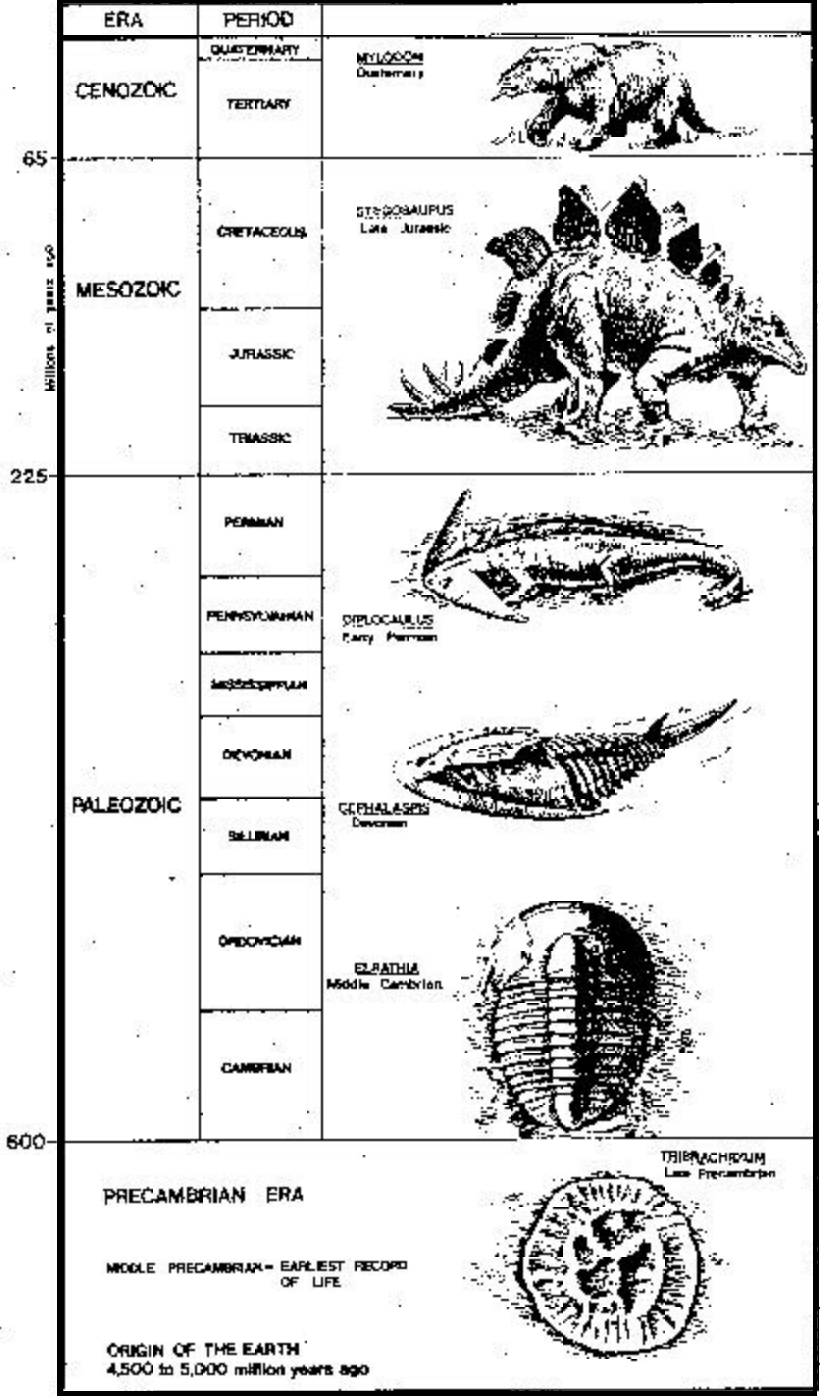 ERA
PERIOD
CENOZOIC
QUATERNARY
TERTIARY
MYLODON
Quaternary
65
MESOZOIC
CRETACEOUS
JURASSIC
TRIASSIC
STEGOSAURUS
Late Jurassic
Millions of years ago
225
PALEOZOIC
PERMIAN
PENNSYLVANIAN
MISSISSIPPIAN
DEVONIAN
SILURIAN
ORDOVICIAN
CAMBRIAN
DIPLOCAULUS
Early Permian
CEPHALASPIS
Devonian
ELRATHIA
Middle Cambrian
600
PRECAMBRIAN ERA
TRIBRACHIDIUM
Late Precambrian
MIDDLE PRECAMBRIAN - EARLIEST RECORD
OF LIFE
ORIGIN OF THE EARTH
4,500 to 5,000 million years ago